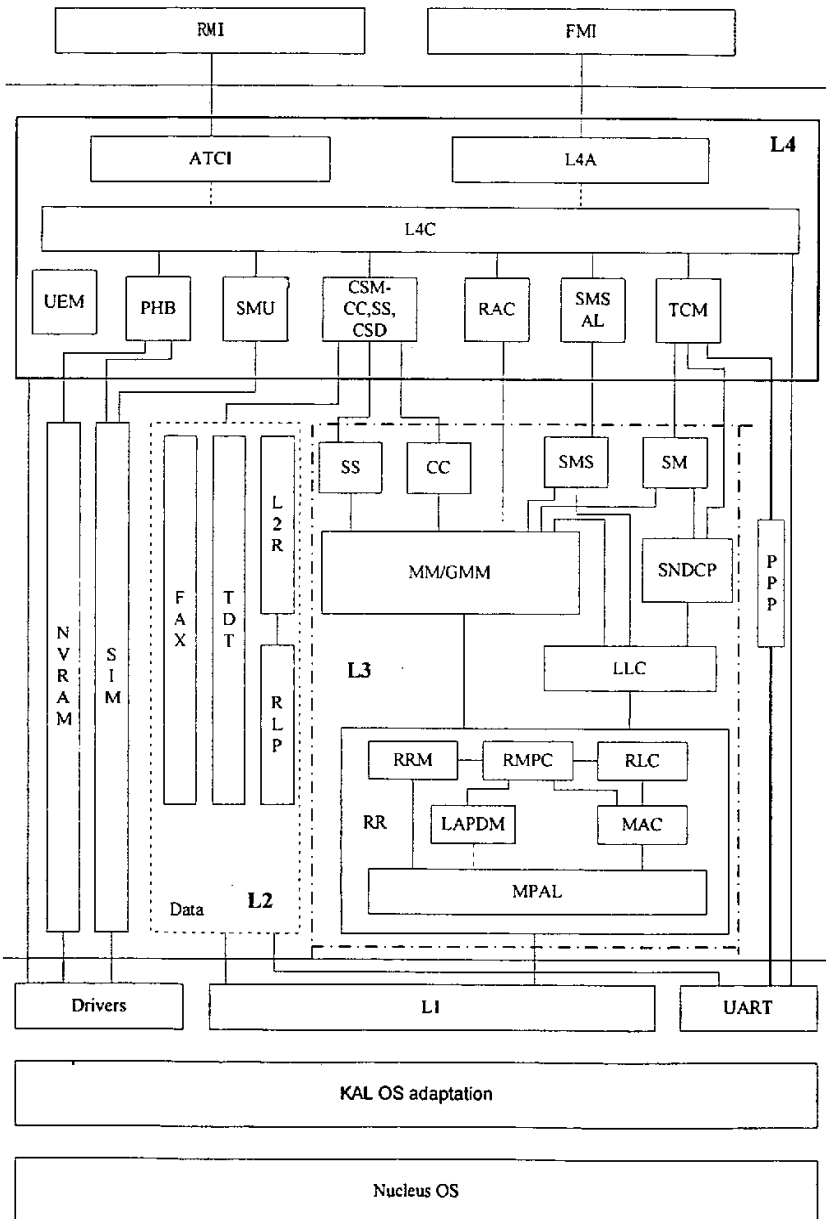 RMI
FMI
L4
ATCI
L4A
L4C
UEM
PHB
SMU
CSM-
CC,SS,
CSD
RAC
SMS
AL
TCM
SS
CC
SMS
SM
L2R
FAX
TDT
MM/GMM
SNDCP
PPP
NVRAM
SIM
RLP
L3
LLC
RRM
RMPC
RLC
RR
LAPDM
MAC
MPAL
Data
L2
Drivers
L1
UART
KAL OS adaptation
Nucleus OS